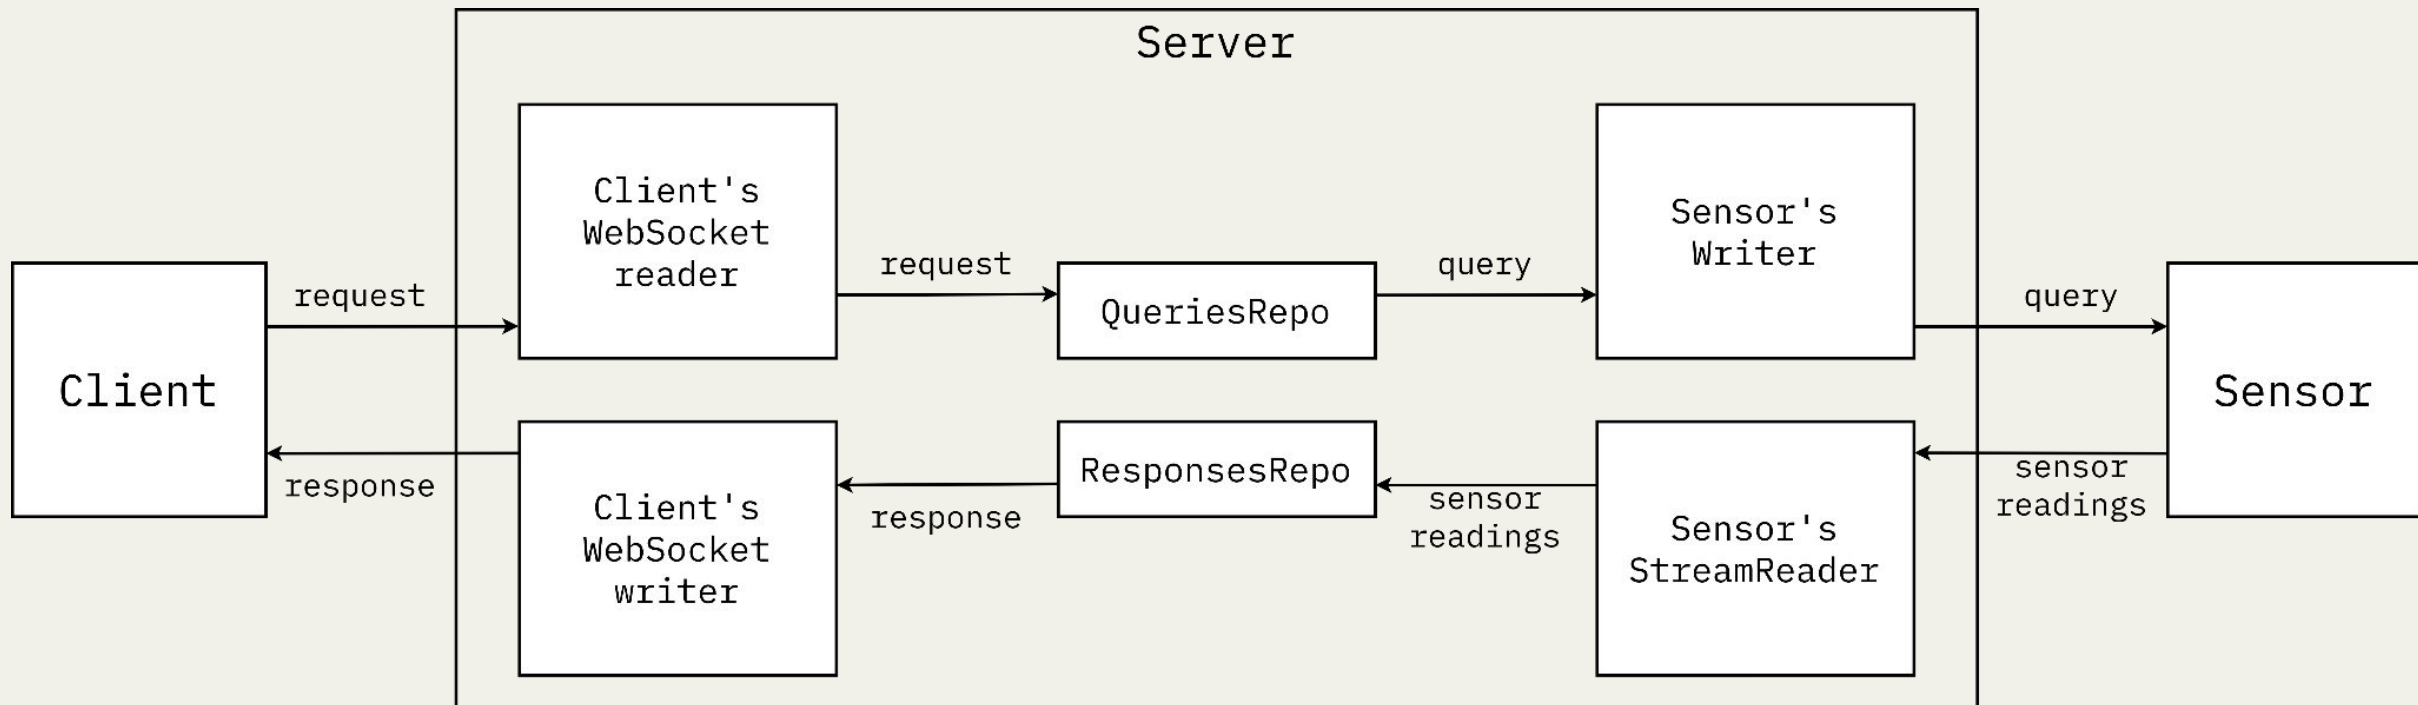 Server
Client's
WebSocket
reader
Sensor's
Writer
request
query
request
query
QueriesRepo
Client
Sensor
ResponsesRepo
response
response
sensor
readings
sensor
readings
Client's
WebSocket
writer
Sensor's
StreamReader